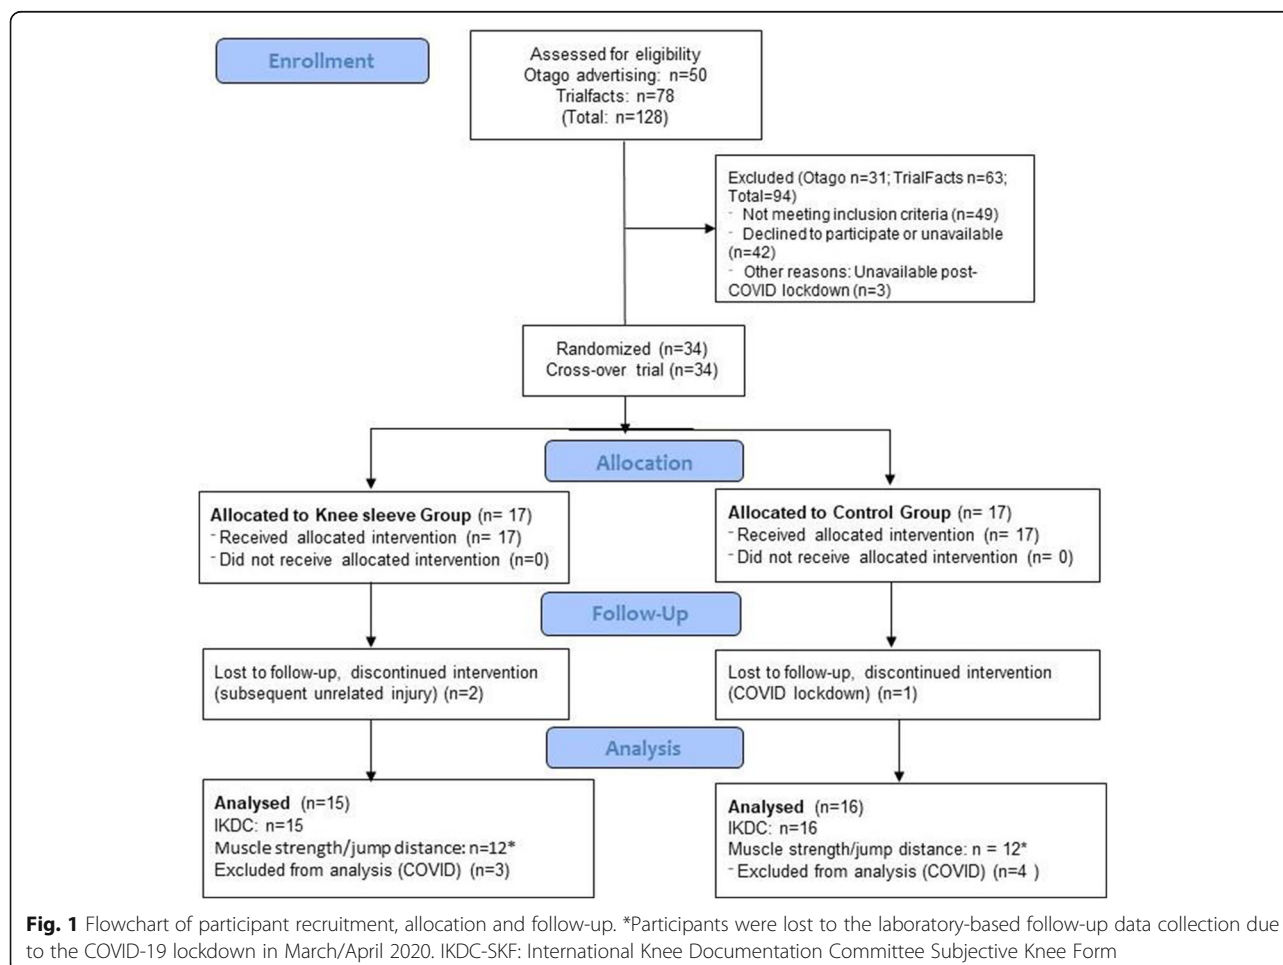 Enrollment
Assessed for eligibility
Otago advertising: n=50
Trialfacts: n=78
(Total: n=128)
Excluded (Otago n=31; TrialFacts n=63;
Total=94)
- Not meeting inclusion criteria (n=49)
- Declined to participate or unavailable
(n=42)
- Other reasons: Unavailable post-
COVID lockdown (n=3)
Randomized (n=34)
Cross-over trial (n=34)
Allocation
Allocated to Knee sleeve Group (n= 17)
- Received allocated intervention (n= 17)
- Did not receive allocated intervention (n=0)
Allocated to Control Group (n= 17)
- Received allocated intervention (n= 17)
- Did not receive allocated intervention (n= 0)
Follow-Up
Lost to follow-up, discontinued intervention
(subsequent unrelated injury) (n=2)
Lost to follow-up, discontinued intervention
(COVID lockdown) (n=1)
Analysis
Analysed (n=15)
IKDC: n=15
Muscle strength/jump distance: n=12*
Excluded from analysis (COVID) (n=3)
Analysed (n=16)
IKDC: n=16
Muscle strength/jump distance: n = 12*
- Excluded from analysis (COVID) (n=4 )
Fig. 1 Flowchart of participant recruitment, allocation and follow-up. *Participants were lost to the laboratory-based follow-up data collection due
to the COVID-19 lockdown in March/April 2020. IKDC-SKF: International Knee Documentation Committee Subjective Knee Form